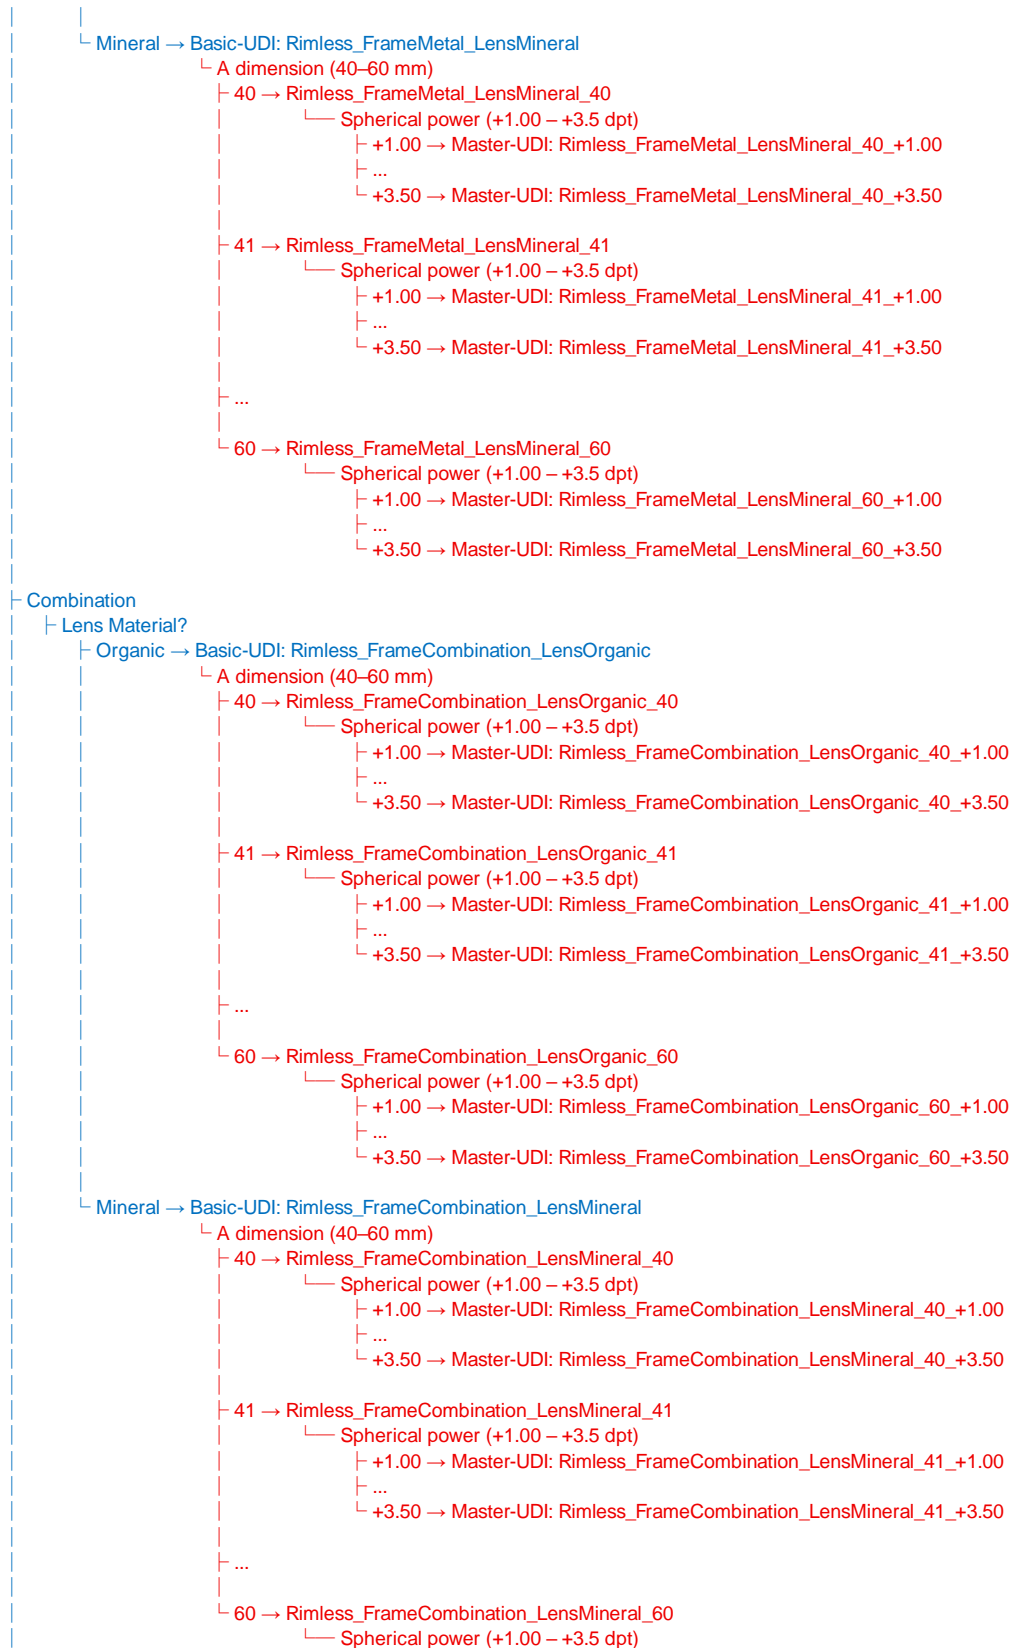 Mineral → Basic-UDI: Rimless_FrameMetal_LensMineral
A dimension (40–60 mm)
40 → Rimless_FrameMetal_LensMineral_40
Spherical power (+1.00 – +3.5 dpt)
+1.00 → Master-UDI: Rimless_FrameMetal_LensMineral_40_+1.00
...
+3.50 → Master-UDI: Rimless_FrameMetal_LensMineral_40_+3.50
41 → Rimless_FrameMetal_LensMineral_41
Spherical power (+1.00 – +3.5 dpt)
+1.00 → Master-UDI: Rimless_FrameMetal_LensMineral_41_+1.00
...
+3.50 → Master-UDI: Rimless_FrameMetal_LensMineral_41_+3.50
...
60 → Rimless_FrameMetal_LensMineral_60
Spherical power (+1.00 – +3.5 dpt)
+1.00 → Master-UDI: Rimless_FrameMetal_LensMineral_60_+1.00
...
+3.50 → Master-UDI: Rimless_FrameMetal_LensMineral_60_+3.50
Combination
Lens Material?
Organic → Basic-UDI: Rimless_FrameCombination_LensOrganic
A dimension (40–60 mm)
40 → Rimless_FrameCombination_LensOrganic_40
Spherical power (+1.00 – +3.5 dpt)
+1.00 → Master-UDI: Rimless_FrameCombination_LensOrganic_40_+1.00
...
+3.50 → Master-UDI: Rimless_FrameCombination_LensOrganic_40_+3.50
41 → Rimless_FrameCombination_LensOrganic_41
Spherical power (+1.00 – +3.5 dpt)
+1.00 → Master-UDI: Rimless_FrameCombination_LensOrganic_41_+1.00
...
+3.50 → Master-UDI: Rimless_FrameCombination_LensOrganic_41_+3.50
...
60 → Rimless_FrameCombination_LensOrganic_60
Spherical power (+1.00 – +3.5 dpt)
+1.00 → Master-UDI: Rimless_FrameCombination_LensOrganic_60_+1.00
...
+3.50 → Master-UDI: Rimless_FrameCombination_LensOrganic_60_+3.50
Mineral → Basic-UDI: Rimless_FrameCombination_LensMineral
A dimension (40–60 mm)
40 → Rimless_FrameCombination_LensMineral_40
Spherical power (+1.00 – +3.5 dpt)
+1.00 → Master-UDI: Rimless_FrameCombination_LensMineral_40_+1.00
...
+3.50 → Master-UDI: Rimless_FrameCombination_LensMineral_40_+3.50
41 → Rimless_FrameCombination_LensMineral_41
Spherical power (+1.00 – +3.5 dpt)
+1.00 → Master-UDI: Rimless_FrameCombination_LensMineral_41_+1.00
...
+3.50 → Master-UDI: Rimless_FrameCombination_LensMineral_41_+3.50
...
60 → Rimless_FrameCombination_LensMineral_60
Spherical power (+1.00 – +3.5 dpt)